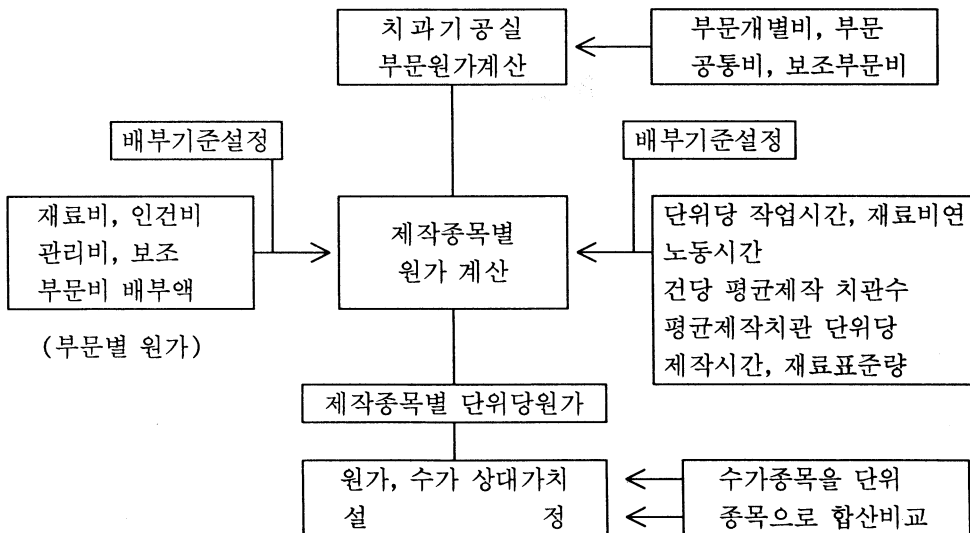 치과기공실
부문원가계산
부문개별비, 부문
공통비, 보조부문비
배부기준설정
배부기준설정
재료비, 인건비
관리비, 보조
부문비 배부액
(부문별 원가)
제작종목별
원가 계산
단위당 작업시간, 재료비연
노동시간
건당 평균제작 치관수
평균제작치관 단위당
제작시간, 재료표준량
제작종목별 단위당원가
원가, 수가 상대가치
설 정
수가종목을 단위
종목으로 합산비교